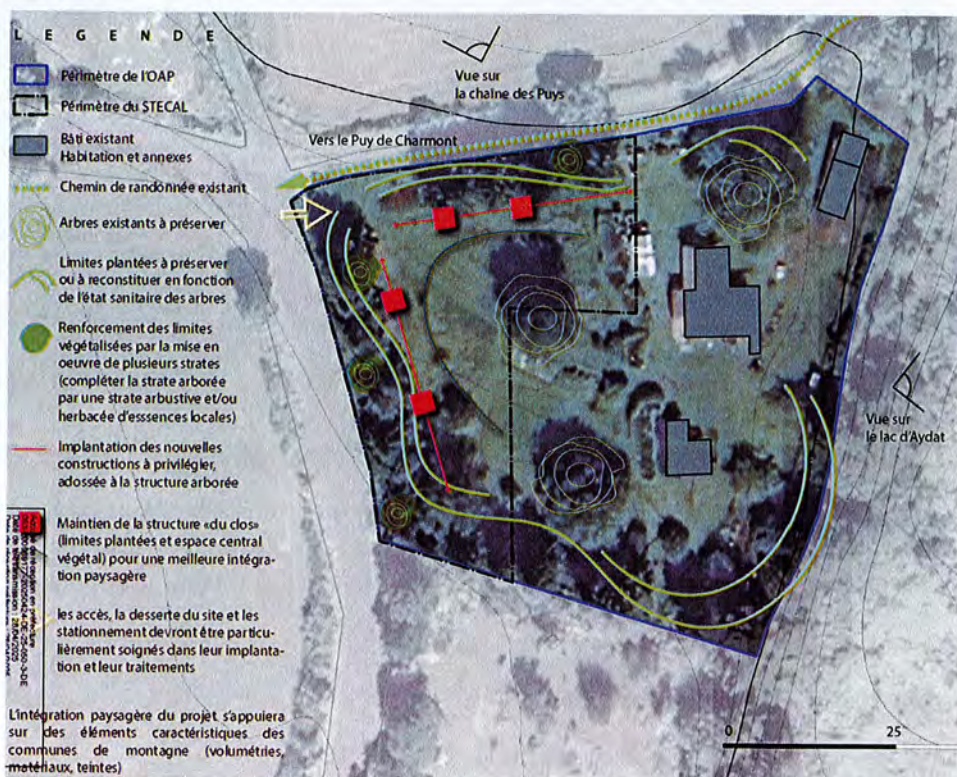 LEGENDE
Périmètre de l'OAP
Périmètre du STECAL
Bâti existant
Habitation et annexes
Chemin de randonnée existant
Arbres existants à préserver
Limites plantées à préserver
ou à reconstituer en fonction
de l'état sanitaire des arbres
Renforcement des limites
végétalisées par la mise en
oeuvre de plusieurs strates
(compléter la strate arborée
par une strate arbustive et/ou
herbacée d'esssences locales)
Implantation des nouvelles
constructions à privilégier,
adossée à la structure arborée
Maintien de la structure «du clos»
(limites plantées et espace central
végétal) pour une meilleure intégra-
tion paysagère
les accès, la desserte du site et les
stationnement devront être particu-
lièrement soignés dans leur implanta-
tion et leur traitements
L'intégration paysagère du projet s'appuiera
sur des éléments caractéristiques des
communes de montagne (volumétries,
matériaux, teintes)
Vue sur
la chaîne des Puys
Vers le Puy de Charmont
Vue sur
le lac d'Aydat
0 25